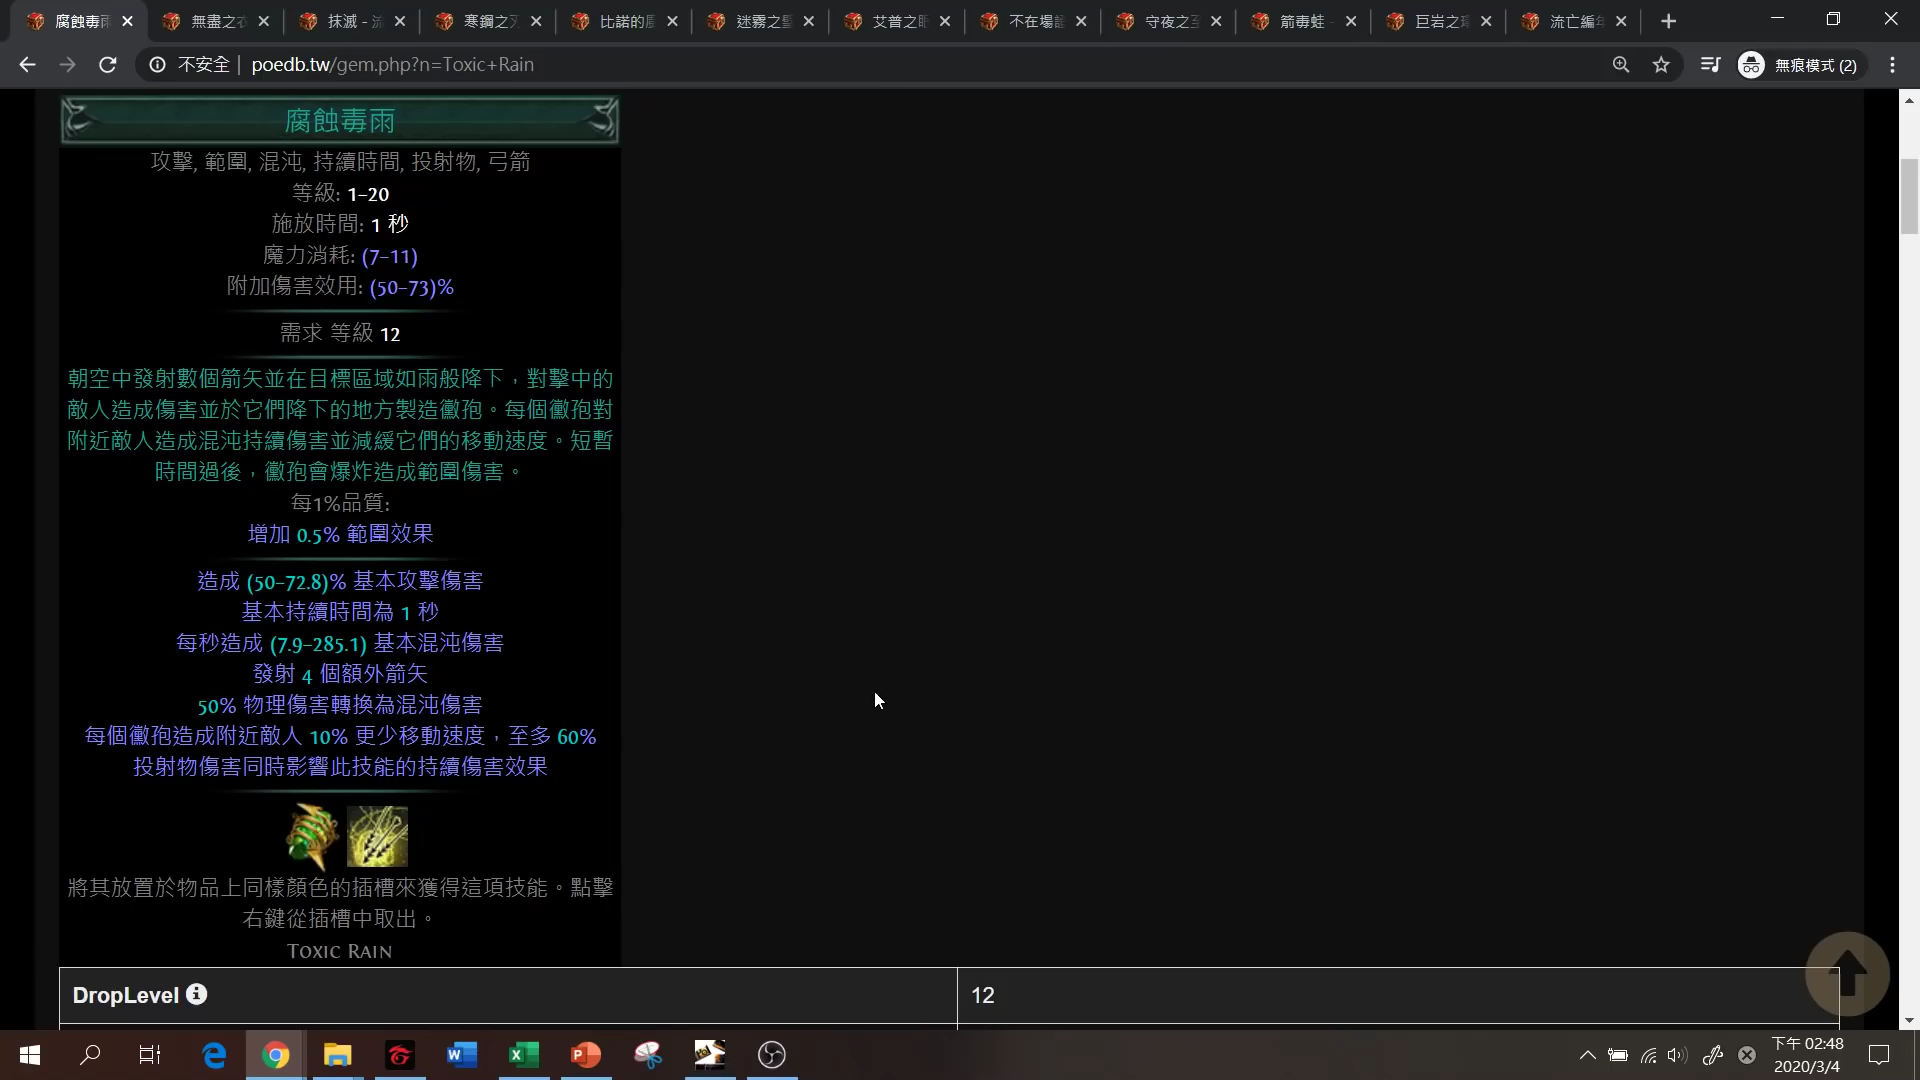 腐蝕毒雨
無盡之衣
抹滅 - 流
寒鋼之刃
比諾的
迷霧之
艾普之
不在場
守夜之
箭毒蛙 -
巨岩之
流亡編年
不安全
poedb.tw/gem.php?n=Toxic+Rain
無痕模式 (2)
腐蝕毒雨
攻擊, 範圍, 混沌, 持續時間, 投射物, 弓箭
等級: 1–20
施放時間: 1 秒
魔力消耗: (7–11)
附加傷害效用: (50–73)%
需求 等級 12
朝空中發射數個箭矢並在目標區域如雨般降下，對擊中的
敵人造成傷害並於它們降下的地方製造黴孢。每個黴孢對
附近敵人造成混沌持續傷害並減緩它們的移動速度。短暫
時間過後，黴孢會爆炸造成範圍傷害。
每1%品質:
增加 0.5% 範圍效果
造成 (50–72.8)% 基本攻擊傷害
基本持續時間為 1 秒
每秒造成 (7.9–285.1) 基本混沌傷害
發射 4 個額外箭矢
50% 物理傷害轉換為混沌傷害
每個黴孢造成附近敵人 10% 更少移動速度，至多 60%
投射物傷害同時影響此技能的持續傷害效果
將其放置於物品上同樣顏色的插槽來獲得這項技能。點擊
右鍵從插槽中取出。
Toxic Rain
DropLevel
12
下午 02:48
2020/3/4